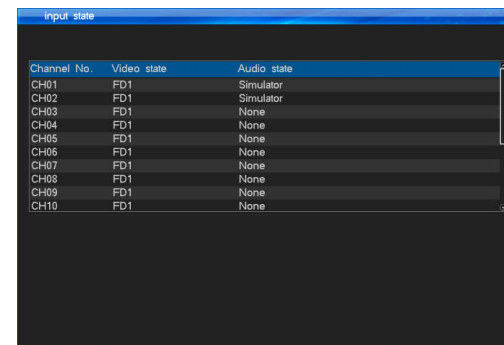 input state
Channel No. Video state Audio state
CH01 FD1 Simulator
CH02 FD1 Simulator
CH03 FD1 None
CH04 FD1 None
CH05 FD1 None
CH06 FD1 None
CH07 FD1 None
CH08 FD1 None
CH09 FD1 None
CH10 FD1 None